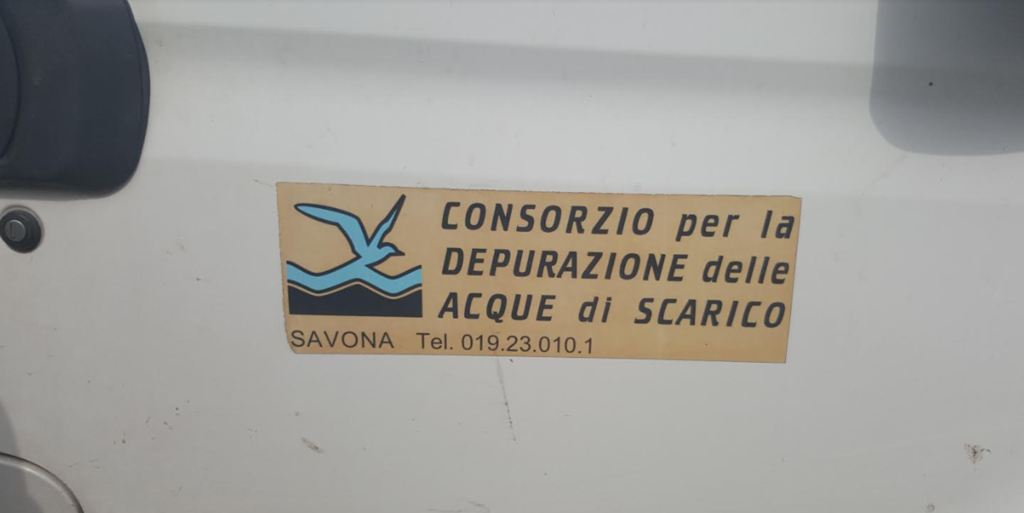 CONSORZIO per la
DEPURAZIONE delle
ACQUE di SCARICO
SAVONA Tel. 019.23.010.1